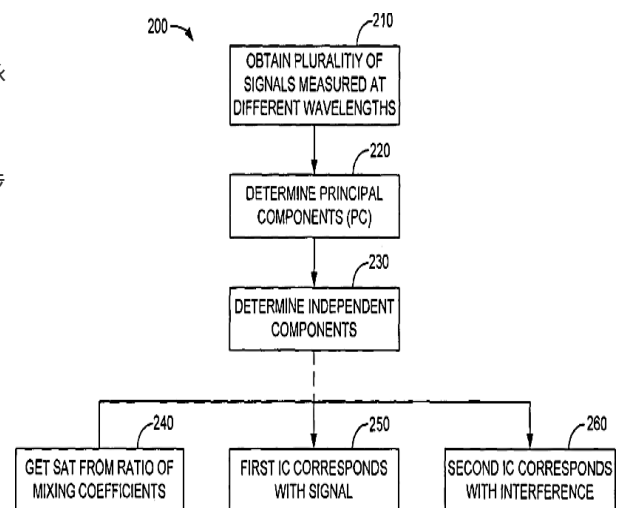 200
210
OBTAIN PLURALITIY OF
SIGNALS MEASURED AT
DIFFERENT WAVELENGTHS
220
DETERMINE PRINCIPAL
COMPONENTS (PC)
230
DETERMINE INDEPENDENT
COMPONENTS
240
GET SAT FROM RATIO OF
MIXING COEFFICIENTS
250
FIRST IC CORRESPONDS
WITH SIGNAL
260
SECOND IC CORRESPONDS
WITH INTERFERENCE